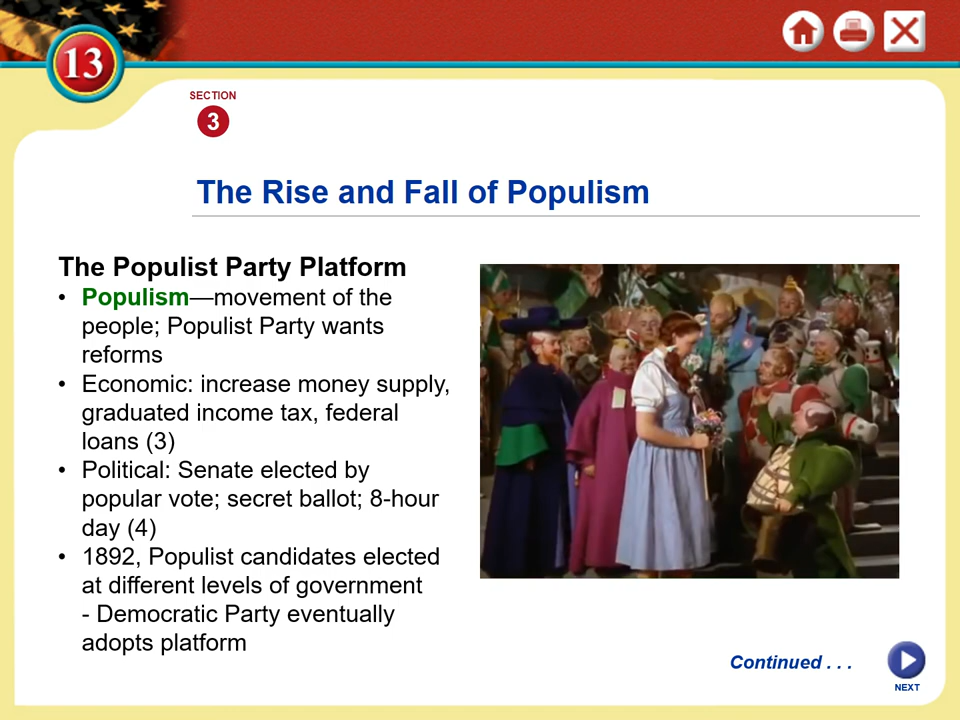 13
SECTION
3
The Rise and Fall of Populism
The Populist Party Platform
• Populism—movement of the
people; Populist Party wants
reforms
• Economic: increase money supply,
graduated income tax, federal
loans (3)
• Political: Senate elected by
popular vote; secret ballot; 8-hour
day (4)
• 1892, Populist candidates elected
at different levels of government
- Democratic Party eventually
adopts platform
Continued . . .
NEXT